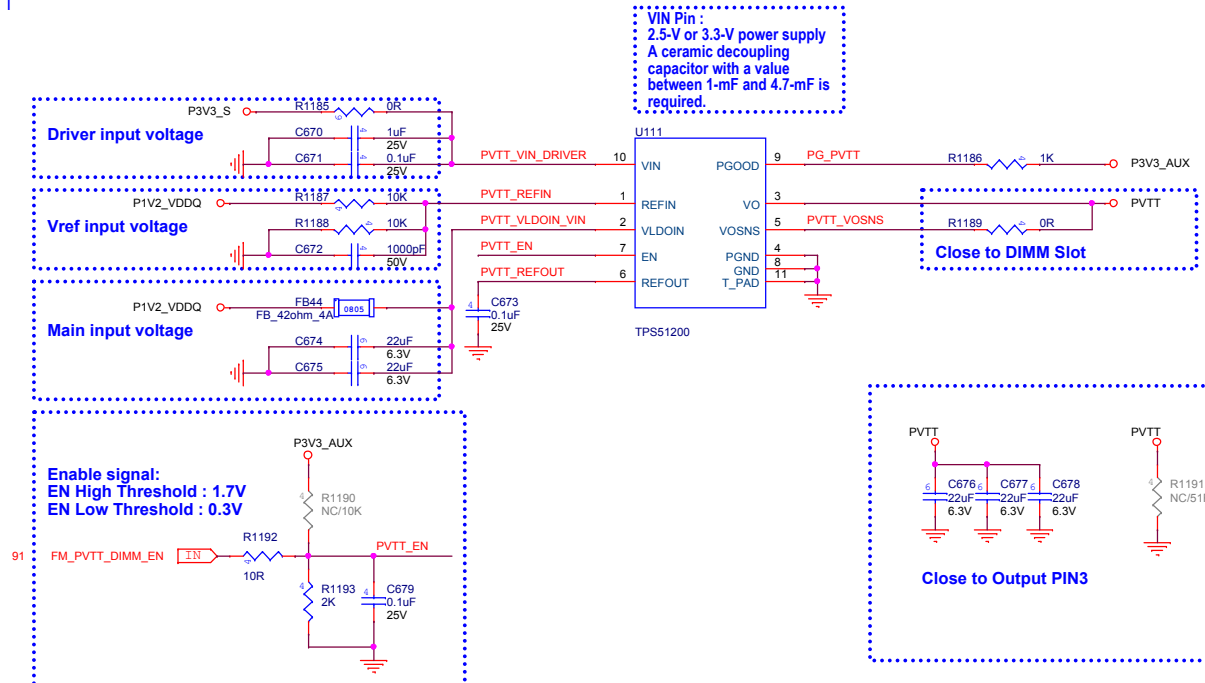 VIN Pin :
2.5-V or 3.3-V power supply
A ceramic decoupling
capacitor with a value
between 1-mF and 4.7-mF is
required.
P3V3_S
R1185
0R
Driver input voltage
C670
1uF
25V
C671
0.1uF
25V
PVTT_VIN_DRIVER
P1V2_VDDQ
R1187
10K
PVTT_REFIN
Vref input voltage
R1188
10K
PVTT_VLDOIN_VIN
C672
1000pF
50V
PVTT_EN
PVTT_REFOUT
P1V2_VDDQ
FB44
0805
FB_42ohm_4A
Main input voltage
C673
0.1uF
25V
C674
22uF
6.3V
C675
22uF
6.3V
U111
10 VIN
1 REFIN
2 VLDOIN
7 EN
6 REFOUT
PGOOD 9
VO 3
VOSNS 5
PGND 4
GND 8
T_PAD 11
TPS51200
PG_PVTT
R1186
1K
P3V3_AUX
PVTT
PVTT_VOSNS
R1189
0R
Close to DIMM Slot
P3V3_AUX
Enable signal:
EN High Threshold : 1.7V
EN Low Threshold : 0.3V
R1190
NC/10K
91
FM_PVTT_DIMM_EN
IN
R1192
10R
PVTT_EN
R1193
2K
C679
0.1uF
25V
PVTT
C676
22uF
6.3V
C677
22uF
6.3V
C678
22uF
6.3V
Close to Output PIN3
PVTT
R1191